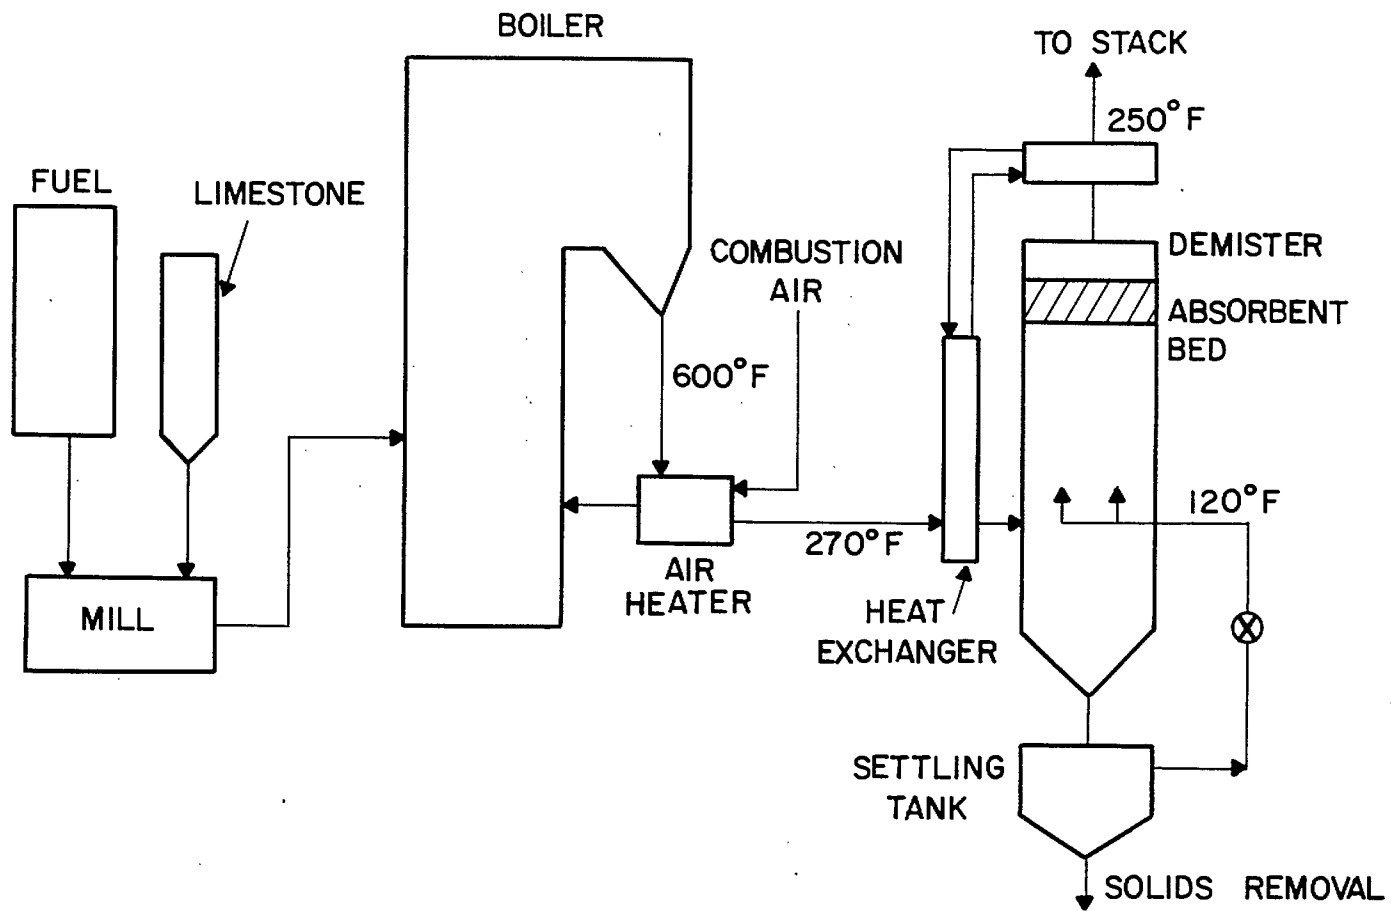 BOILER
TO STACK
250°F
FUEL
LIMESTONE
DEMISTER
COMBUSTION
AIR
ABSORBENT
BED
600°F
120°F
270°F
AIR
HEATER
MILL
HEAT
EXCHANGER
SETTLING
TANK
SOLIDS REMOVAL